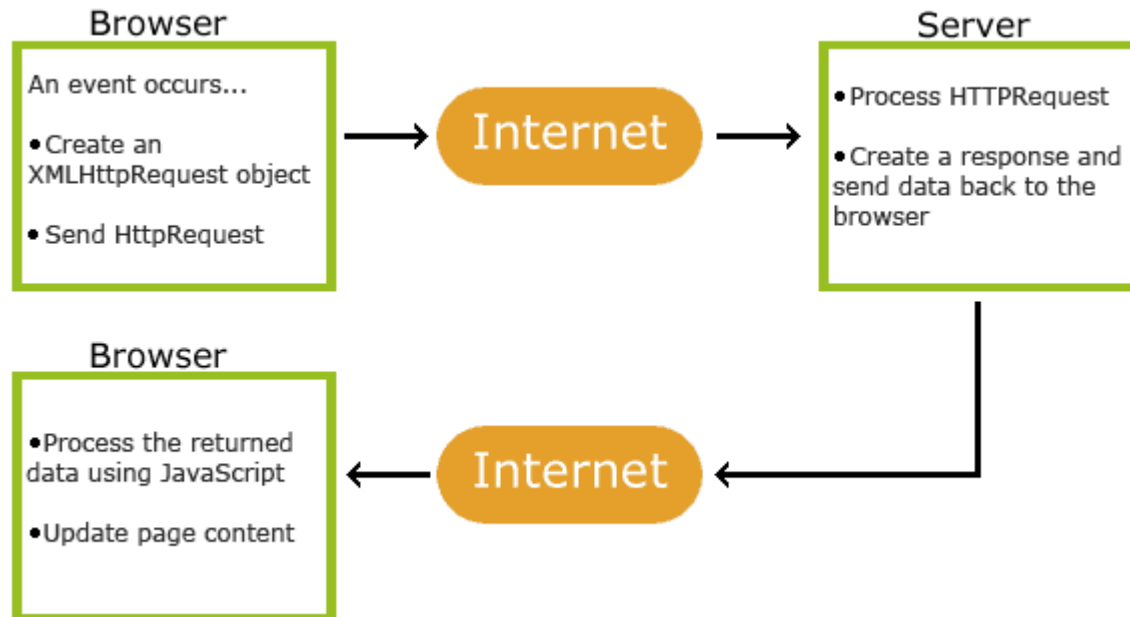 Browser
An event occurs...
•Create an
XMLHttpRequest object
• Send HttpRequest
Internet
Server
•Process HTTPRequest
•Create a response and
send data back to the
browser
Browser
•Process the returned
data using JavaScript
•Update page content
Internet